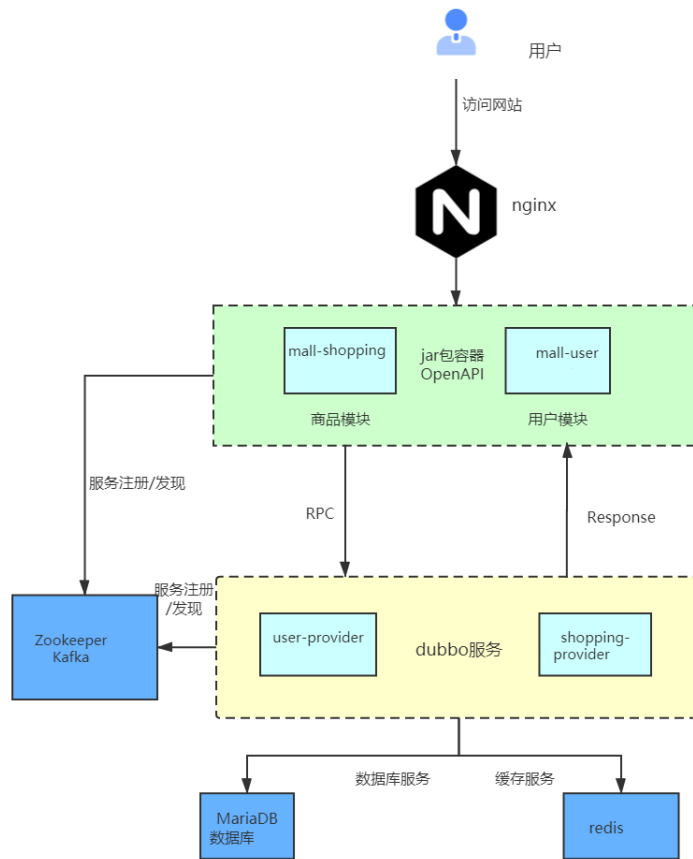 用户
访问网站
N
nginx
mall-shopping
jar包容器
OpenAPI
mall-user
商品模块
用户模块
服务注册/发现
RPC
Response
服务注册
/发现
Zookeeper
Kafka
user-provider
dubbo服务
shopping-
provider
数据库服务
缓存服务
MariaDB
数据库
redis